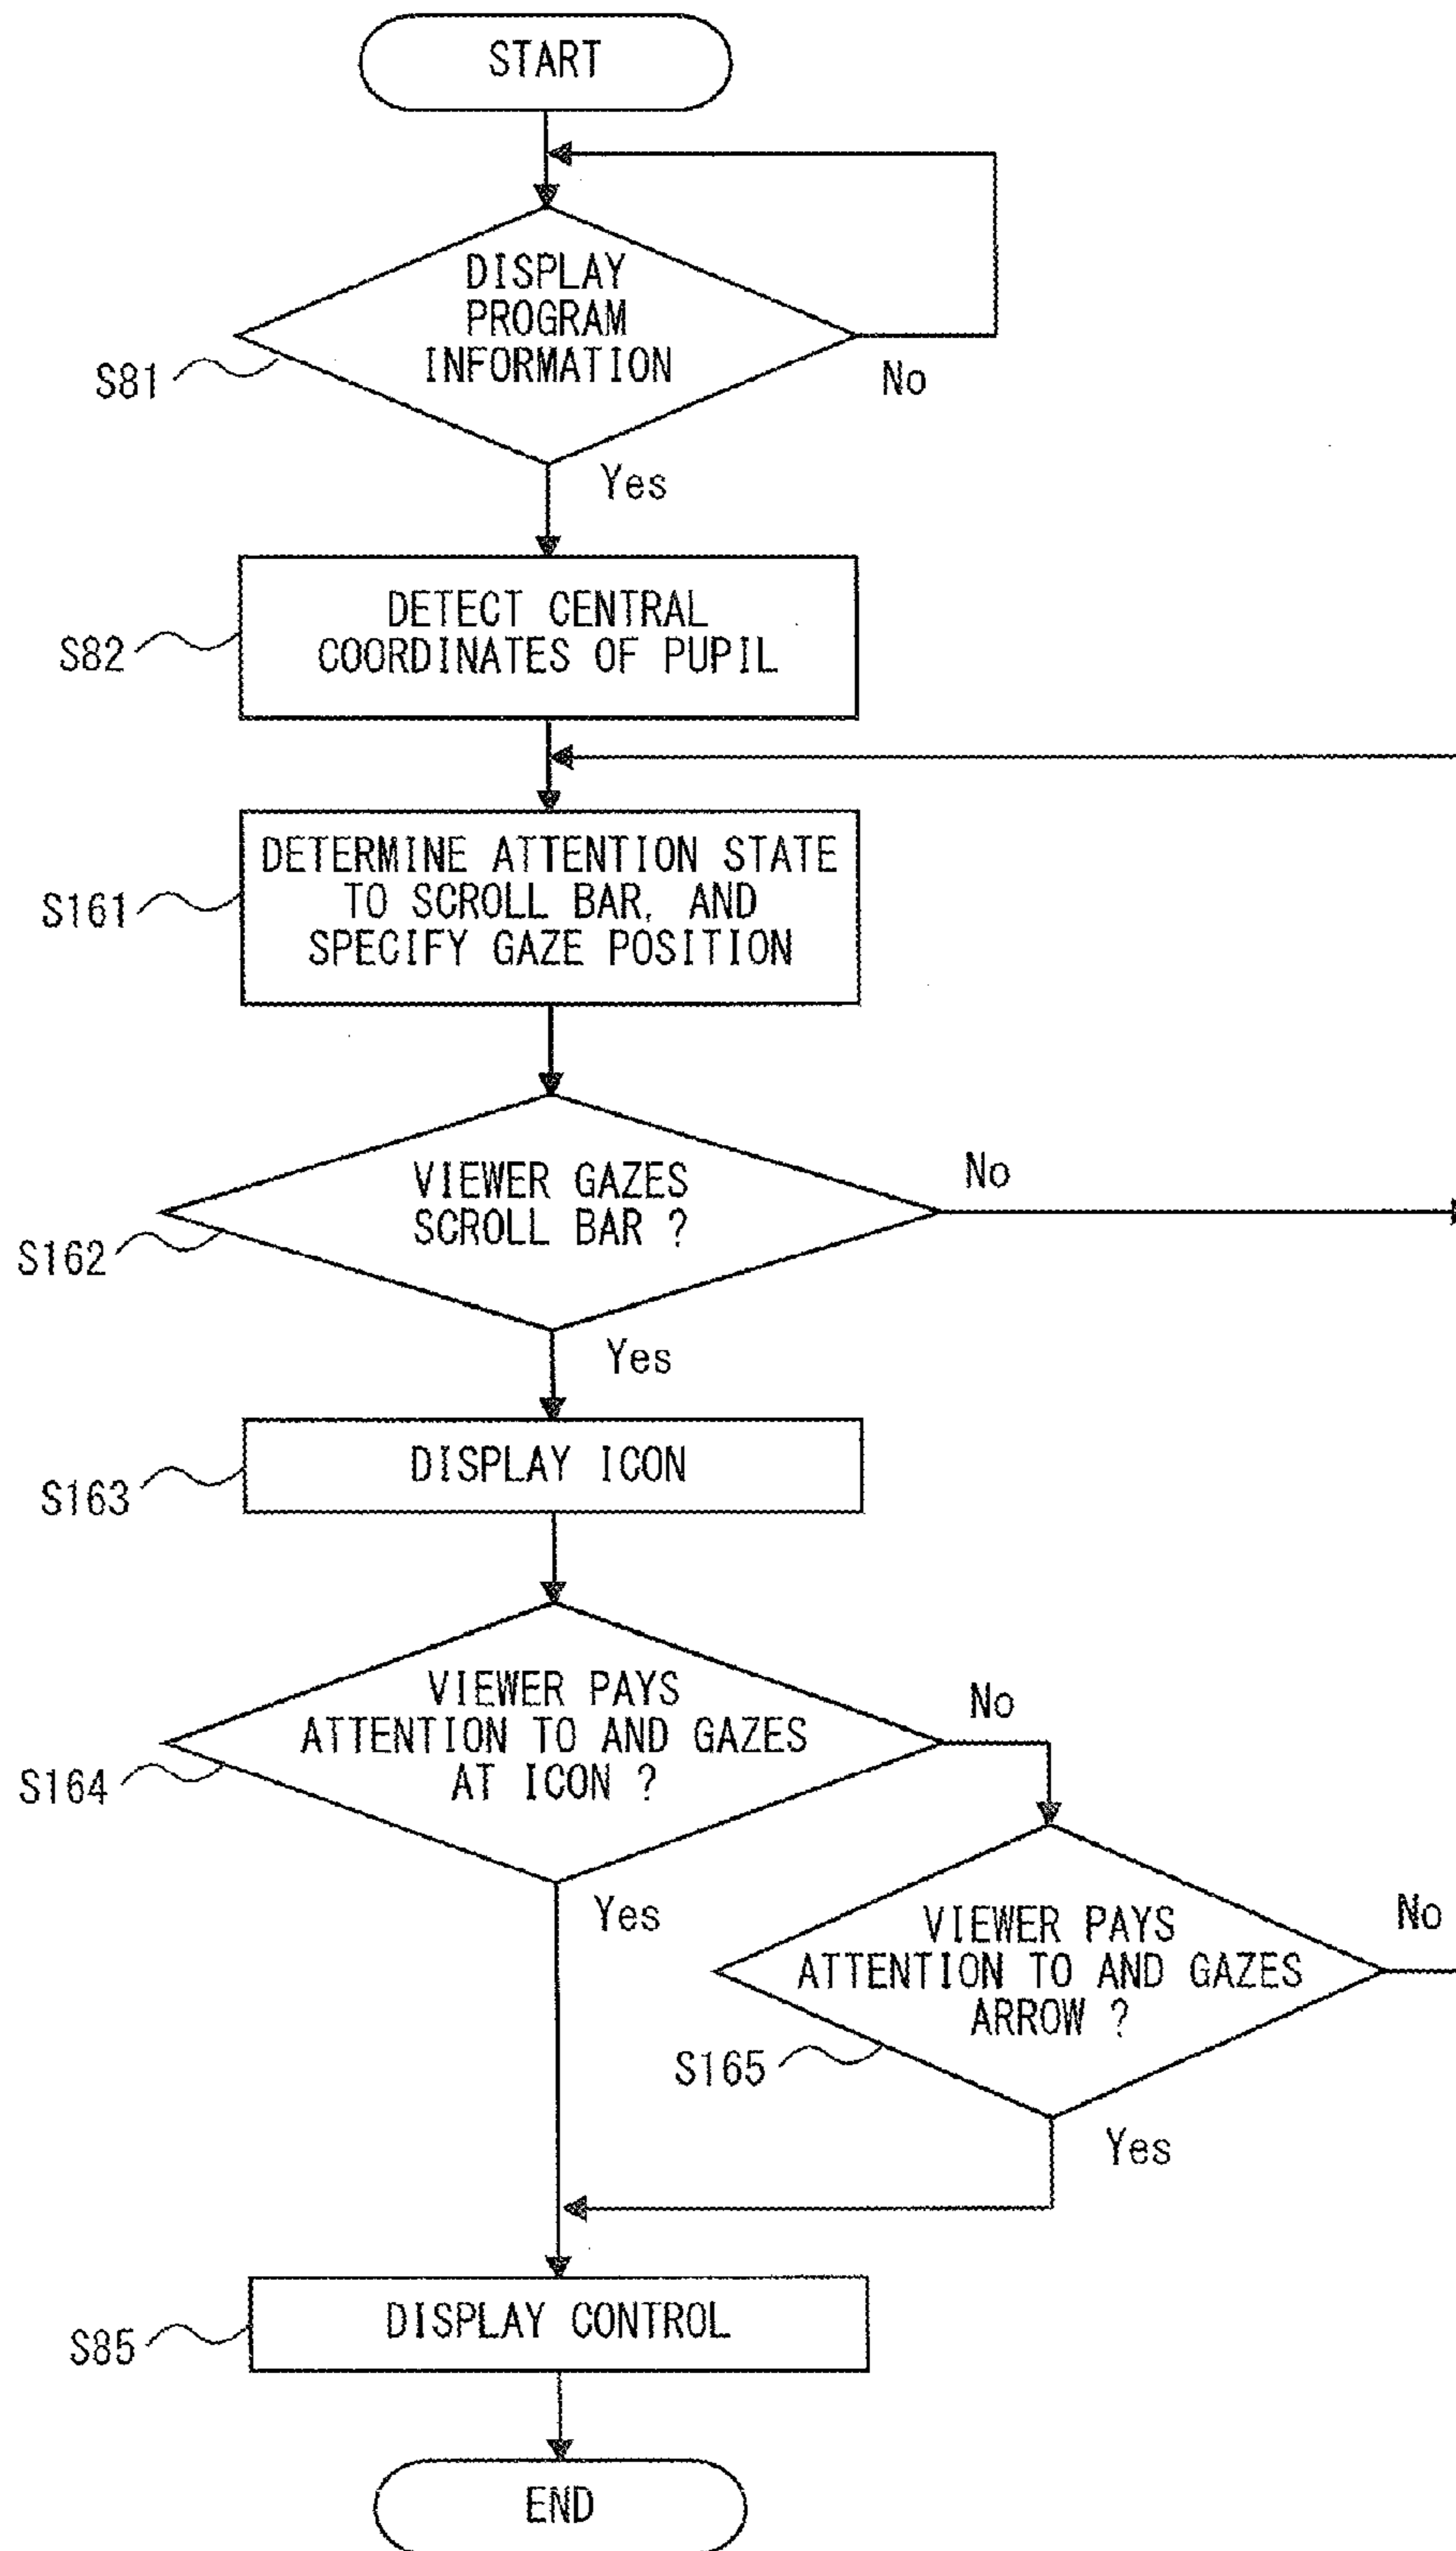 START
DISPLAY
PROGRAM
INFORMATION
S81
No
Yes
DETECT CENTRAL
COORDINATES OF PUPIL
S82
DETERMINE ATTENTION STATE
TO SCROLL BAR, AND
SPECIFY GAZE POSITION
S161
VIEWER GAZES
SCROLL BAR ?
No
S162
Yes
DISPLAY ICON
S163
VIEWER PAYS
ATTENTION TO AND GAZES
AT ICON ?
No
S164
Yes
VIEWER PAYS
ATTENTION TO AND GAZES
ARROW ?
No
S165
Yes
DISPLAY CONTROL
S85
END